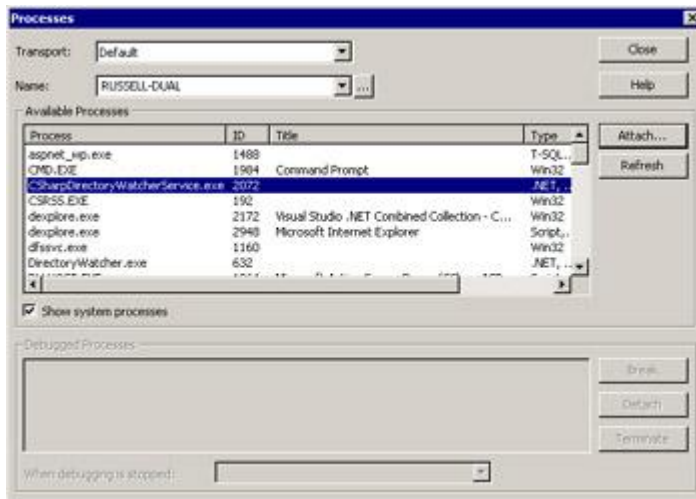 Processes
Transport: Default Close
Name: RUSSELL-DUAL ... Help
Available Processes
Process ID Title Type Attach...
aspnet_wp.exe 1488 T-SQL... Refresh
CMD.EXE 1984 Command Prompt Win32
CSharpDirectoryWatcherService.exe 2072 .NET, ...
CSRSS.EXE 192 Win32
dexplore.exe 2172 Visual Studio .NET Combined Collection - C... Win32
dexplore.exe 2948 Microsoft Internet Explorer Script,...
dfssvc.exe 1160 Win32
DirectoryWatcher.exe 632 .NET, ...
Show system processes
Debugged Processes
Break
Detach
Terminate
When debugging is stopped: